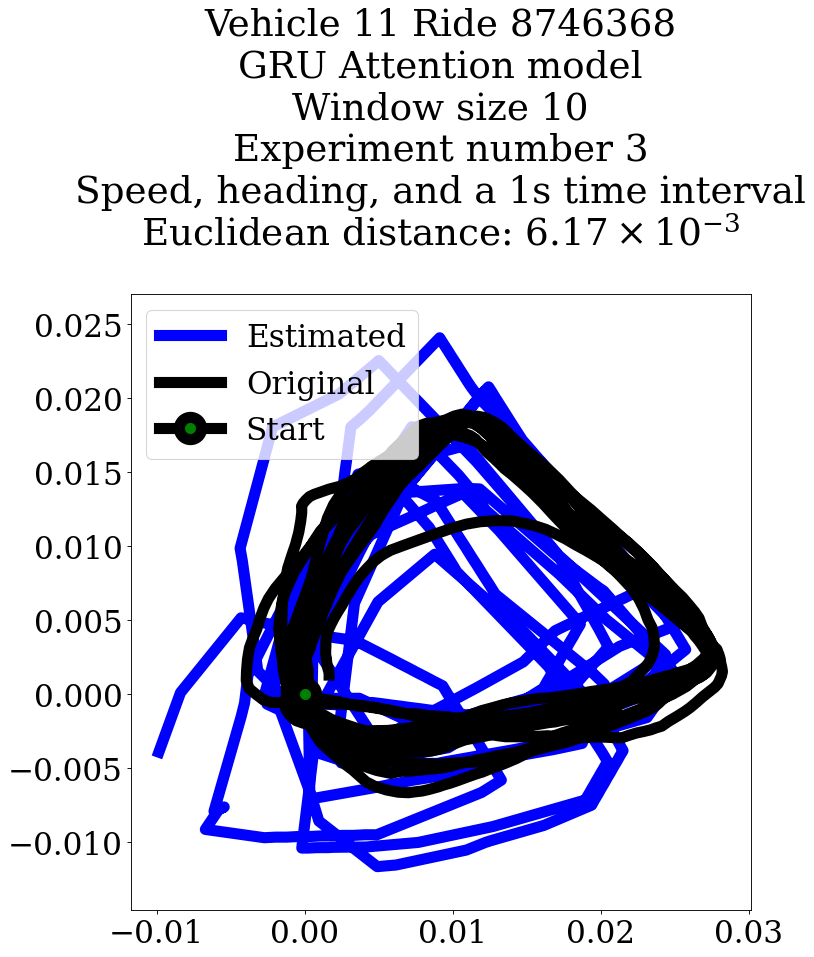 Vehicle 11 Ride 8746368
GRU Attention model
Window size 10
Experiment number 3
Speed, heading, and a 1s time interval
Euclidean distance: 6.17 × 10⁻³
Estimated
Original
Start
0.025
0.020
0.015
0.010
0.005
0.000
−0.005
−0.010
−0.01 0.00 0.01 0.02 0.03